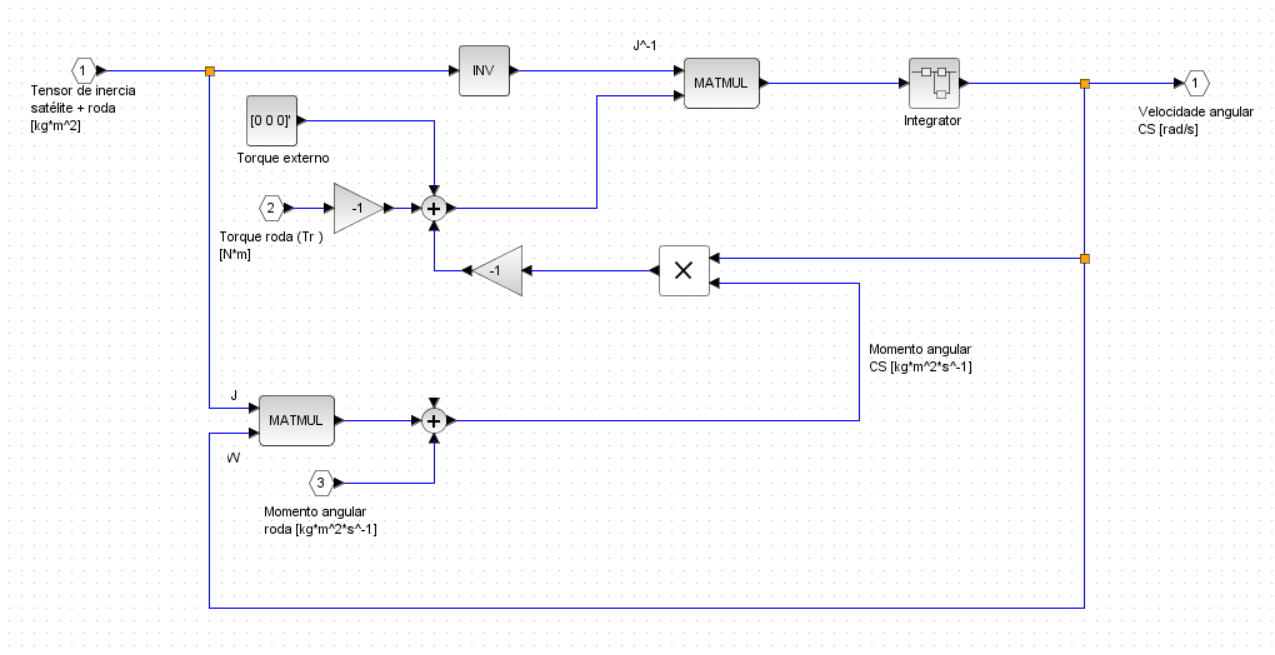 J^-1
1
INV
MATMUL
1
Tensor de inercia
satélite + roda
[kg*m^2]
[0 0 0]'
Integrator
Velocidade angular
CS [rad/s]
Torque externo
2
-1
+
Torque roda (Tr )
[N*m]
-1
×
Momento angular
CS [kg*m^2*s^-1]
J
MATMUL
+
W
3
Momento angular
roda [kg*m^2*s^-1]